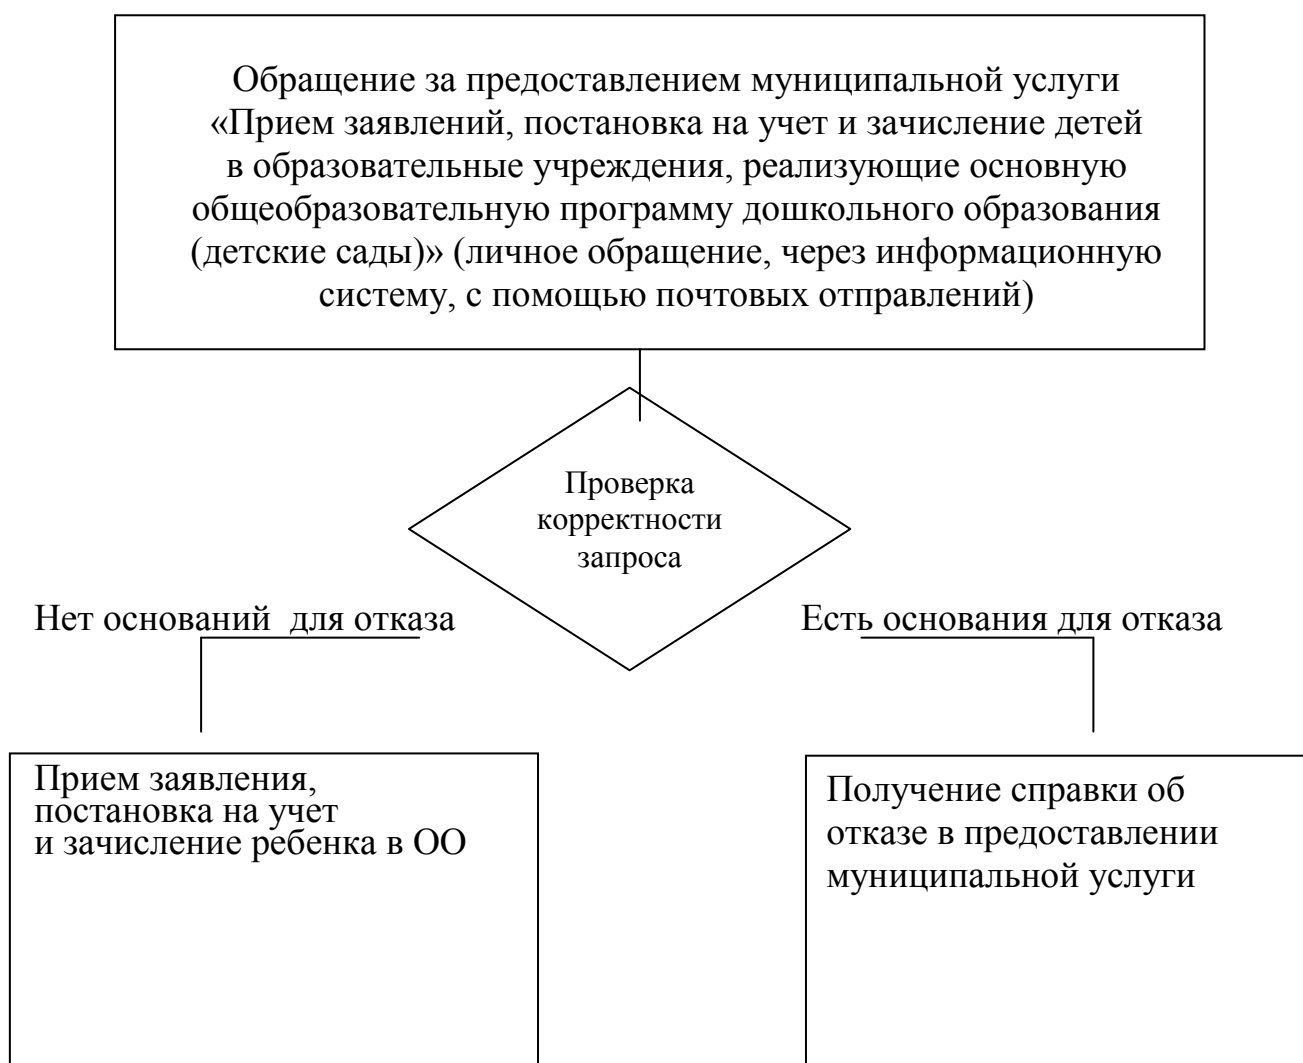 Обращение за предоставлением муниципальной услуги
«Прием заявлений, постановка на учет и зачисление детей
в образовательные учреждения, реализующие основную
общеобразовательную программу дошкольного образования
(детские сады)» (личное обращение, через информационную
систему, с помощью почтовых отправлений)
Проверка
корректности
запроса
Нет оснований для отказа
Есть основания для отказа
Прием заявления,
постановка на учет
и зачисление ребенка в ОО
Получение справки об
отказе в предоставлении
муниципальной услуги